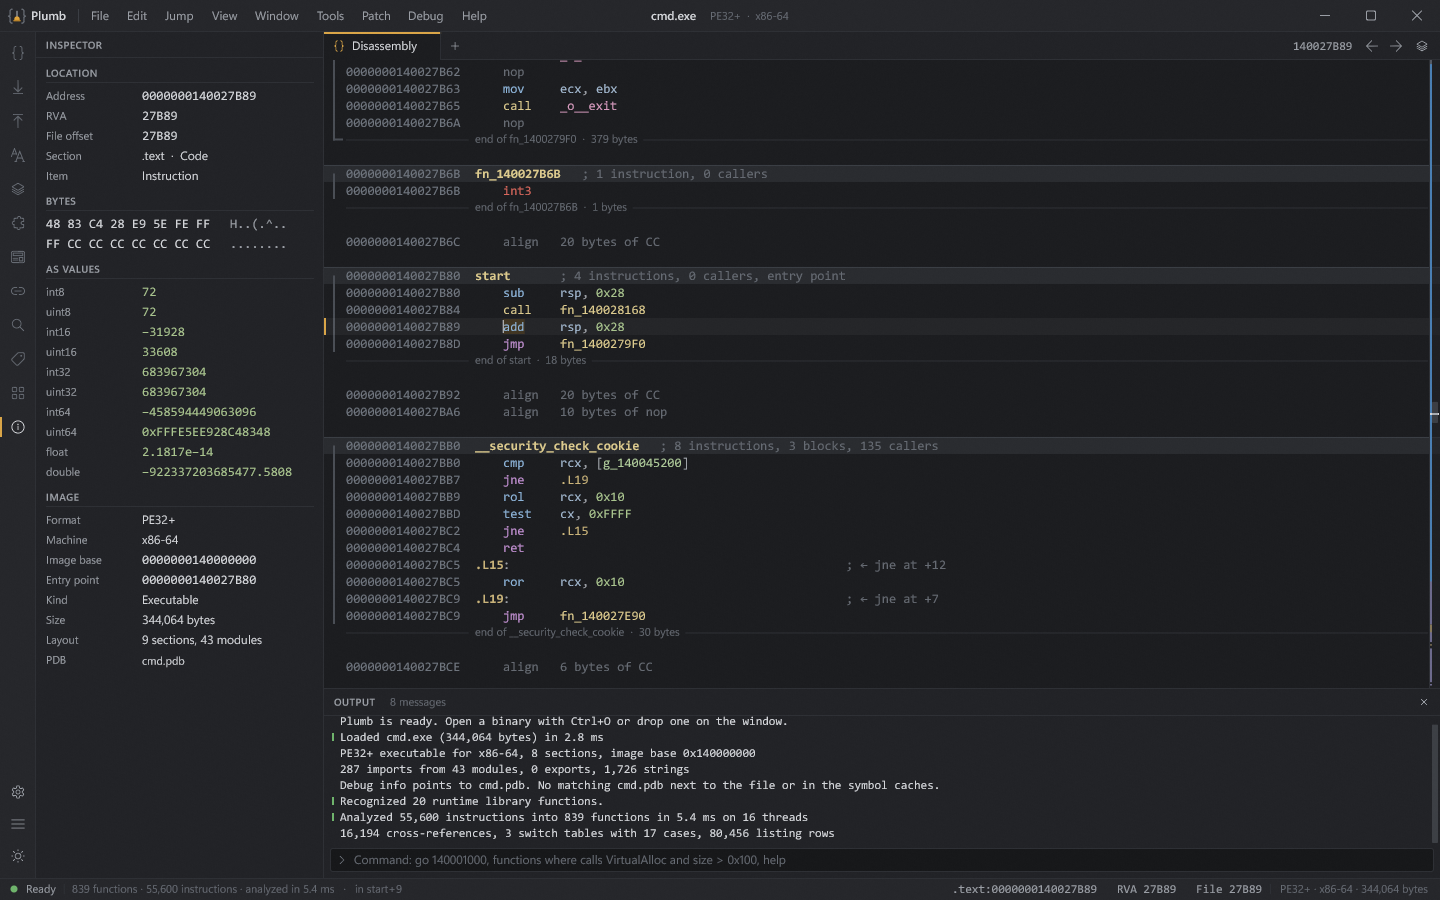 Plumb File Edit Jump View Window Tools Patch Debug Help cmd.exe PE32+ · x86-64
INSPECTOR
LOCATION
Address 0000000140027B89
RVA 27B89
File offset 27B89
Section .text · Code
Item Instruction
BYTES
48 83 C4 28 E9 5E FE FF H..(.^..
FF CC CC CC CC CC CC CC ........
AS VALUES
int8 72
uint8 72
int16 −31928
uint16 33608
int32 683967304
uint32 683967304
int64 −458594449063096
uint64 0xFFFE5EE928C48348
float 2.1817e−14
double −922337203685477.5808
IMAGE
Format PE32+
Machine x86-64
Image base 0000000140000000
Entry point 0000000140027B80
Kind Executable
Size 344,064 bytes
Layout 9 sections, 43 modules
PDB cmd.pdb
{} Disassembly + 140027B89
0000000140027B62 nop
0000000140027B63 mov ecx, ebx
0000000140027B65 call _o__exit
0000000140027B6A nop
end of fn_1400279F0 · 379 bytes
0000000140027B6B fn_140027B6B ; 1 instruction, 0 callers
0000000140027B6B int3
end of fn_140027B6B · 1 bytes
0000000140027B6C align 20 bytes of CC
0000000140027B80 start ; 4 instructions, 0 callers, entry point
0000000140027B80 sub rsp, 0x28
0000000140027B84 call fn_140028168
0000000140027B89 add rsp, 0x28
0000000140027B8D jmp fn_1400279F0
end of start · 18 bytes
0000000140027B92 align 20 bytes of CC
0000000140027BA6 align 10 bytes of nop
0000000140027BB0 __security_check_cookie ; 8 instructions, 3 blocks, 135 callers
0000000140027BB0 cmp rcx, [g_140045200]
0000000140027BB7 jne .L19
0000000140027BB9 rol rcx, 0x10
0000000140027BBD test cx, 0xFFFF
0000000140027BC2 jne .L15
0000000140027BC4 ret
0000000140027BC5 .L15: ; ← jne at +12
0000000140027BC5 ror rcx, 0x10
0000000140027BC9 .L19: ; ← jne at +7
0000000140027BC9 jmp fn_140027E90
end of __security_check_cookie · 30 bytes
0000000140027BCE align 6 bytes of CC
OUTPUT 8 messages
Plumb is ready. Open a binary with Ctrl+O or drop one on the window.
Loaded cmd.exe (344,064 bytes) in 2.8 ms
PE32+ executable for x86-64, 8 sections, image base 0x140000000
287 imports from 43 modules, 0 exports, 1,726 strings
Debug info points to cmd.pdb. No matching cmd.pdb next to the file or in the symbol caches.
Recognized 20 runtime library functions.
Analyzed 55,600 instructions into 839 functions in 5.4 ms on 16 threads
16,194 cross-references, 3 switch tables with 17 cases, 80,456 listing rows
Command: go 140001000, functions where calls VirtualAlloc and size > 0x100, help
Ready 839 functions · 55,600 instructions · analyzed in 5.4 ms · in start+9 .text:0000000140027B89 RVA 27B89 File 27B89 PE32+ · x86-64 · 344,064 bytes